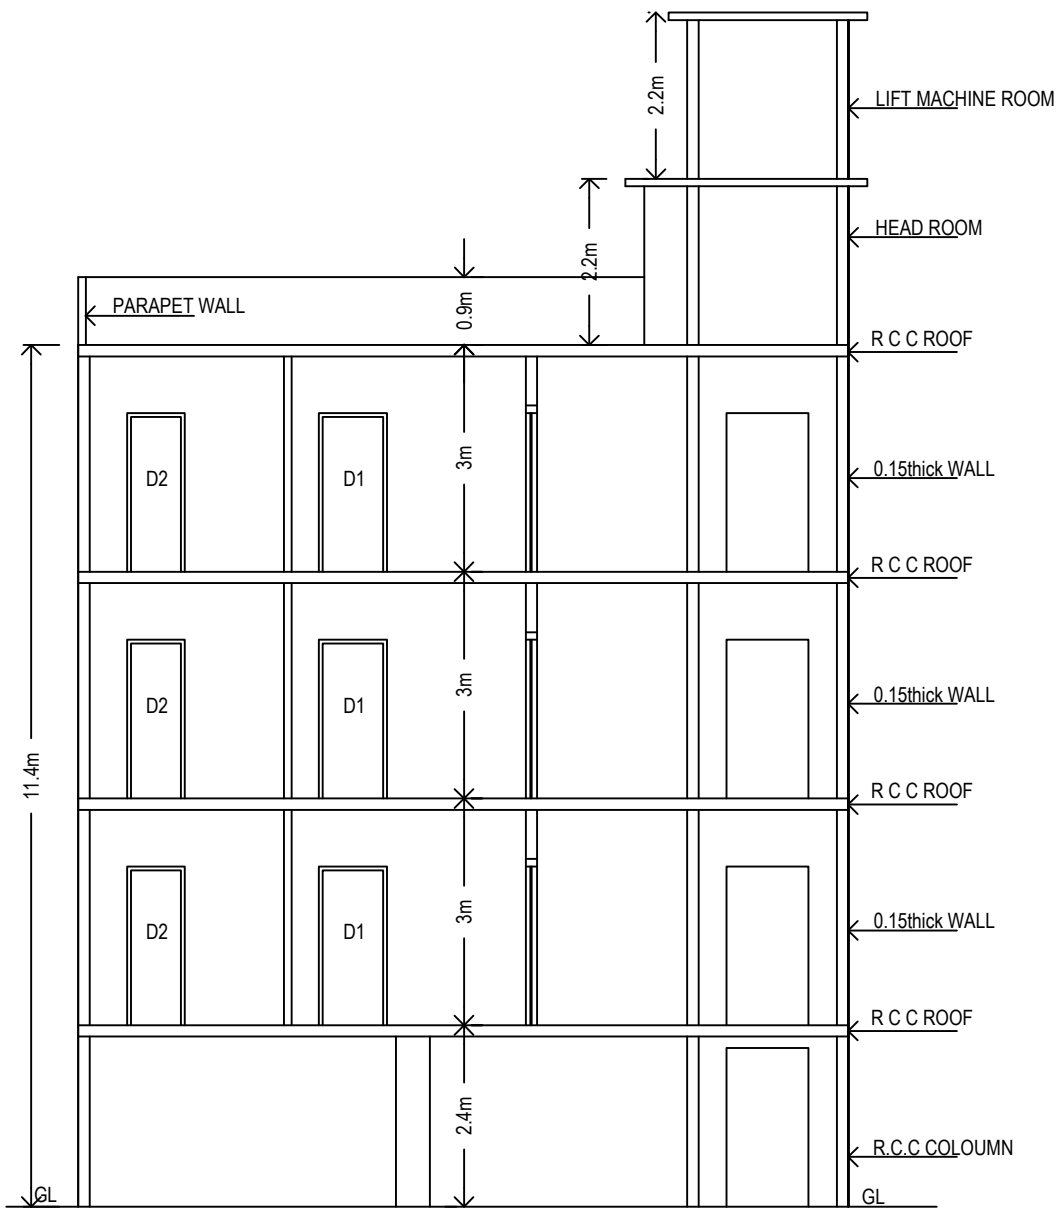 2.2m
LIFT MACHINE ROOM
2.2m
HEAD ROOM
PARAPET WALL
0.9m
R C C ROOF
D2
D1
3m
0.15thick WALL
R C C ROOF
D2
D1
3m
0.15thick WALL
11.4m
R C C ROOF
D2
D1
3m
0.15thick WALL
R C C ROOF
2.4m
R.C.C COLOUMN
GL
GL